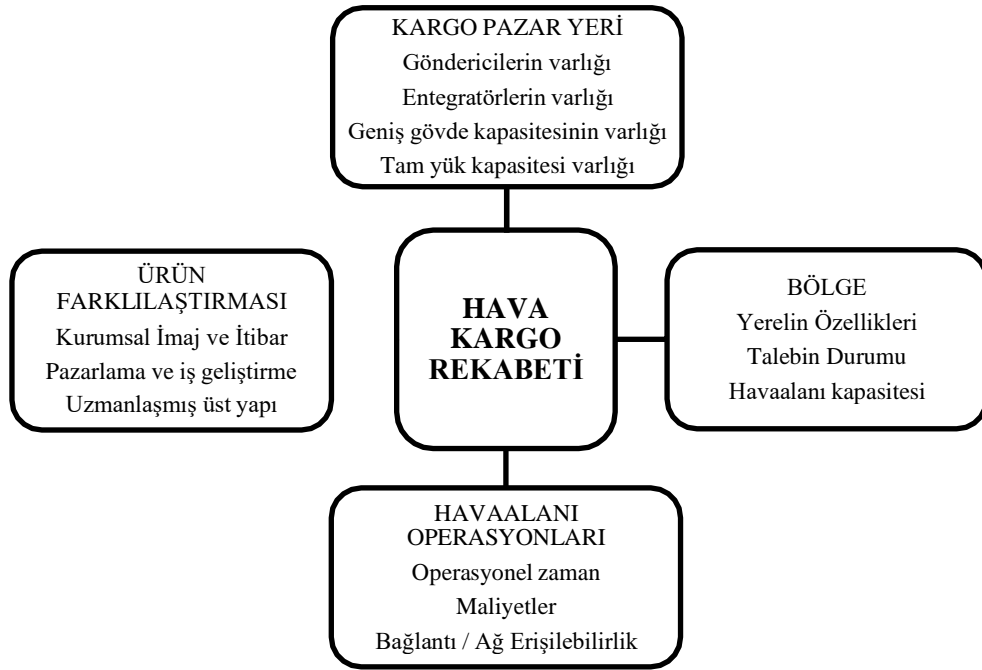 KARGO PAZAR YERİ
Göndericilerin varlığı
Entegratörlerin varlığı
Geniş gövde kapasitesinin varlığı
Tam yük kapasitesi varlığı
ÜRÜN
FARKLILAŞTIRMASI
Kurumsal İmaj ve İtibar
Pazarlama ve iş geliştirme
Uzmanlaşmış üst yapı
HAVA
KARGO
REKABETİ
BÖLGE
Yerelin Özellikleri
Talebin Durumu
Havaalanı kapasitesi
HAVAALANI
OPERASYONLARI
Operasyonel zaman
Maliyetler
Bağlantı / Ağ Erişilebilirlik